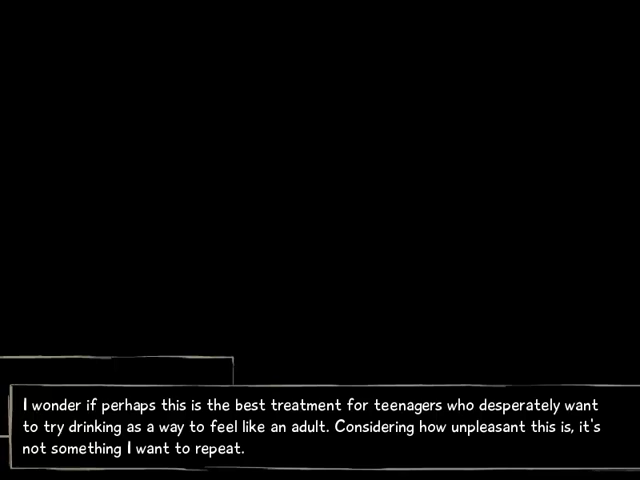 I wonder if perhaps this is the best treatment for teenagers who desperately want
to try drinking as a way to feel like an adult. Considering how unpleasant this is, it's
not something I want to repeat.